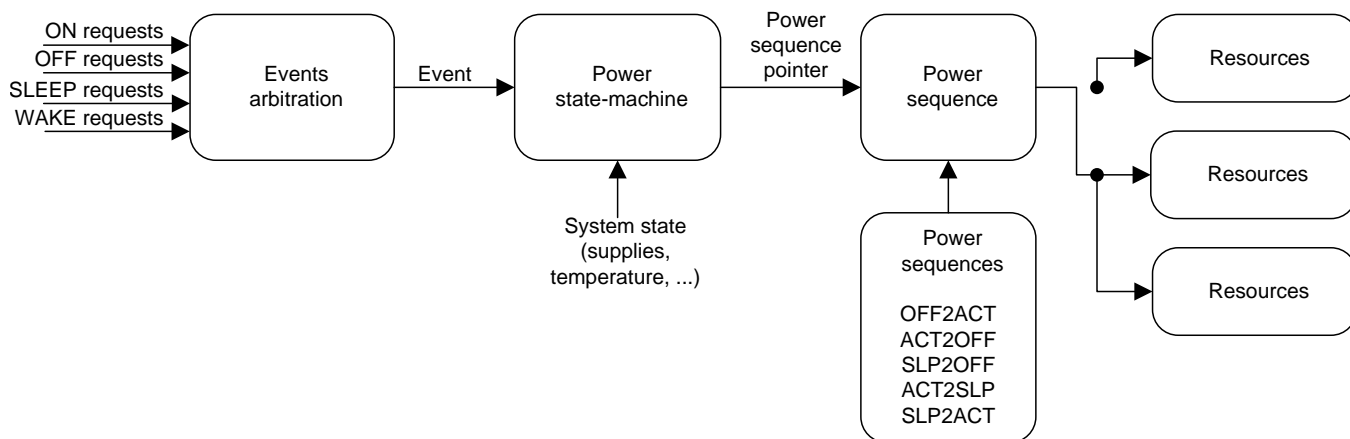 ON requests
OFF requests
SLEEP requests
WAKE requests
Events
arbitration
Event
Power
state-machine
System state
(supplies,
temperature, ...)
Power
sequence
pointer
Power
sequence
Power
sequences
OFF2ACT
ACT2OFF
SLP2OFF
ACT2SLP
SLP2ACT
Resources
Resources
Resources